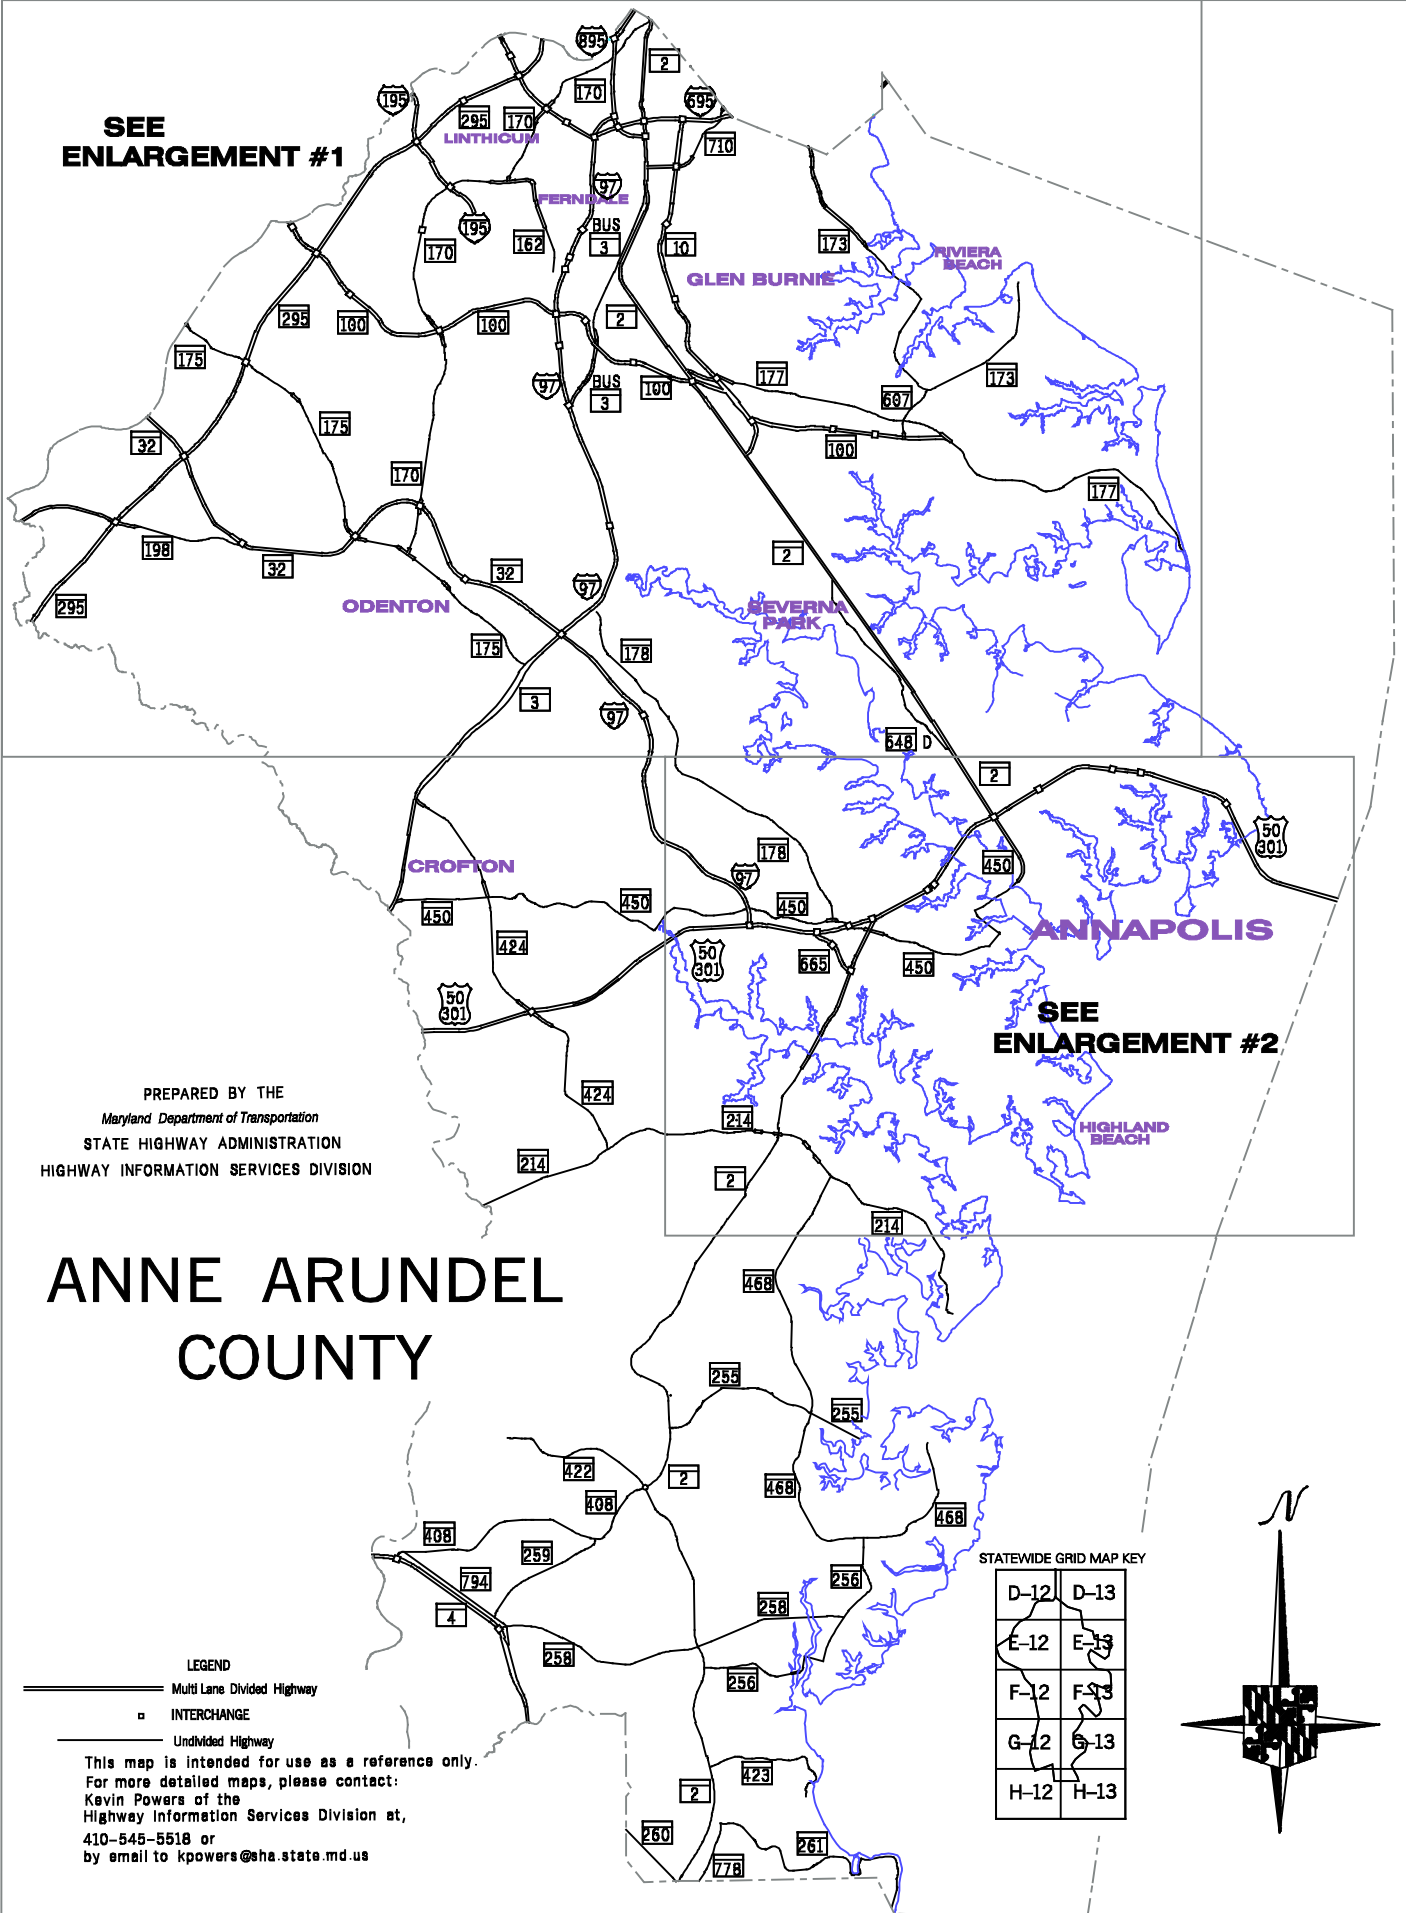 895
2
195
170
695
SEE
ENLARGEMENT #1
295
170
LINTHICUM
710
97
FERNDALE
195
BUS
3
170
162
10
173
RIVIERA
BEACH
GLEN BURNIE
295
100
100
2
175
97
BUS
3
100
177
173
607
32
175
100
170
177
198
32
32
2
295
ODENTON
97
SEVERNA
PARK
175
178
3
97
648 D
2
50
301
178
450
CROFTON
97
450
450
450
ANNAPOLIS
424
50
301
665
450
50
301
SEE
ENLARGEMENT #2
PREPARED BY THE
Maryland Department of Transportation
STATE HIGHWAY ADMINISTRATION
HIGHWAY INFORMATION SERVICES DIVISION
424
214
HIGHLAND
BEACH
214
2
214
ANNE ARUNDEL
COUNTY
468
255
255
422
2
468
408
468
408
259
STATEWIDE GRID MAP KEY
794
256
D-12 D-13
4
258
E-12 E-13
258
256
F-12 F-13
G-12 G-13
H-12 H-13
N
LEGEND
Multi Lane Divided Highway
INTERCHANGE
Undivided Highway
This map is intended for use as a reference only.
For more detailed maps, please contact:
Kevin Powers of the
Highway Information Services Division at,
410-545-5518 or
by email to kpowers@sha.state.md.us
423
2
260
261
778